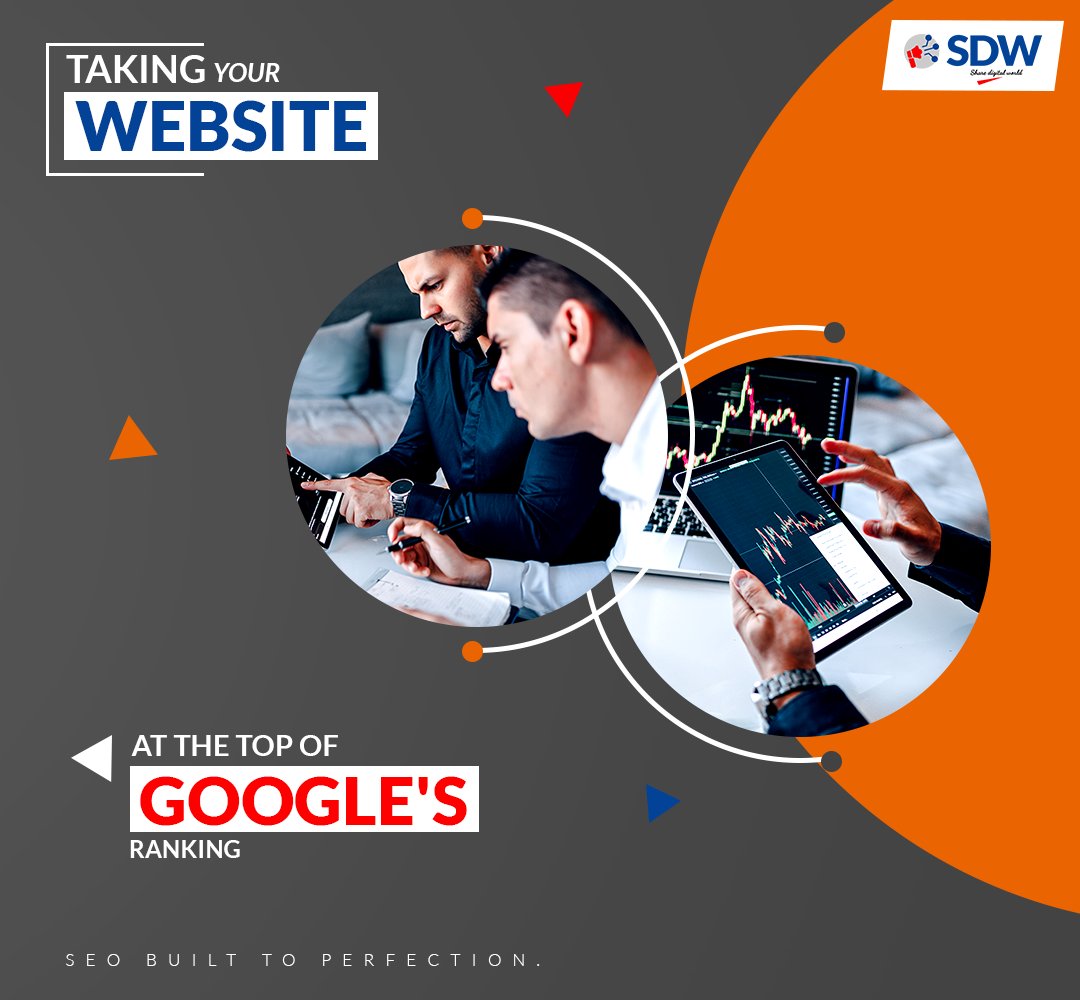 TAKING YOUR
WEBSITE
SDW
Share digital world
AT THE TOP OF
GOOGLE'S
RANKING
SEO BUILT TO PERFECTION.